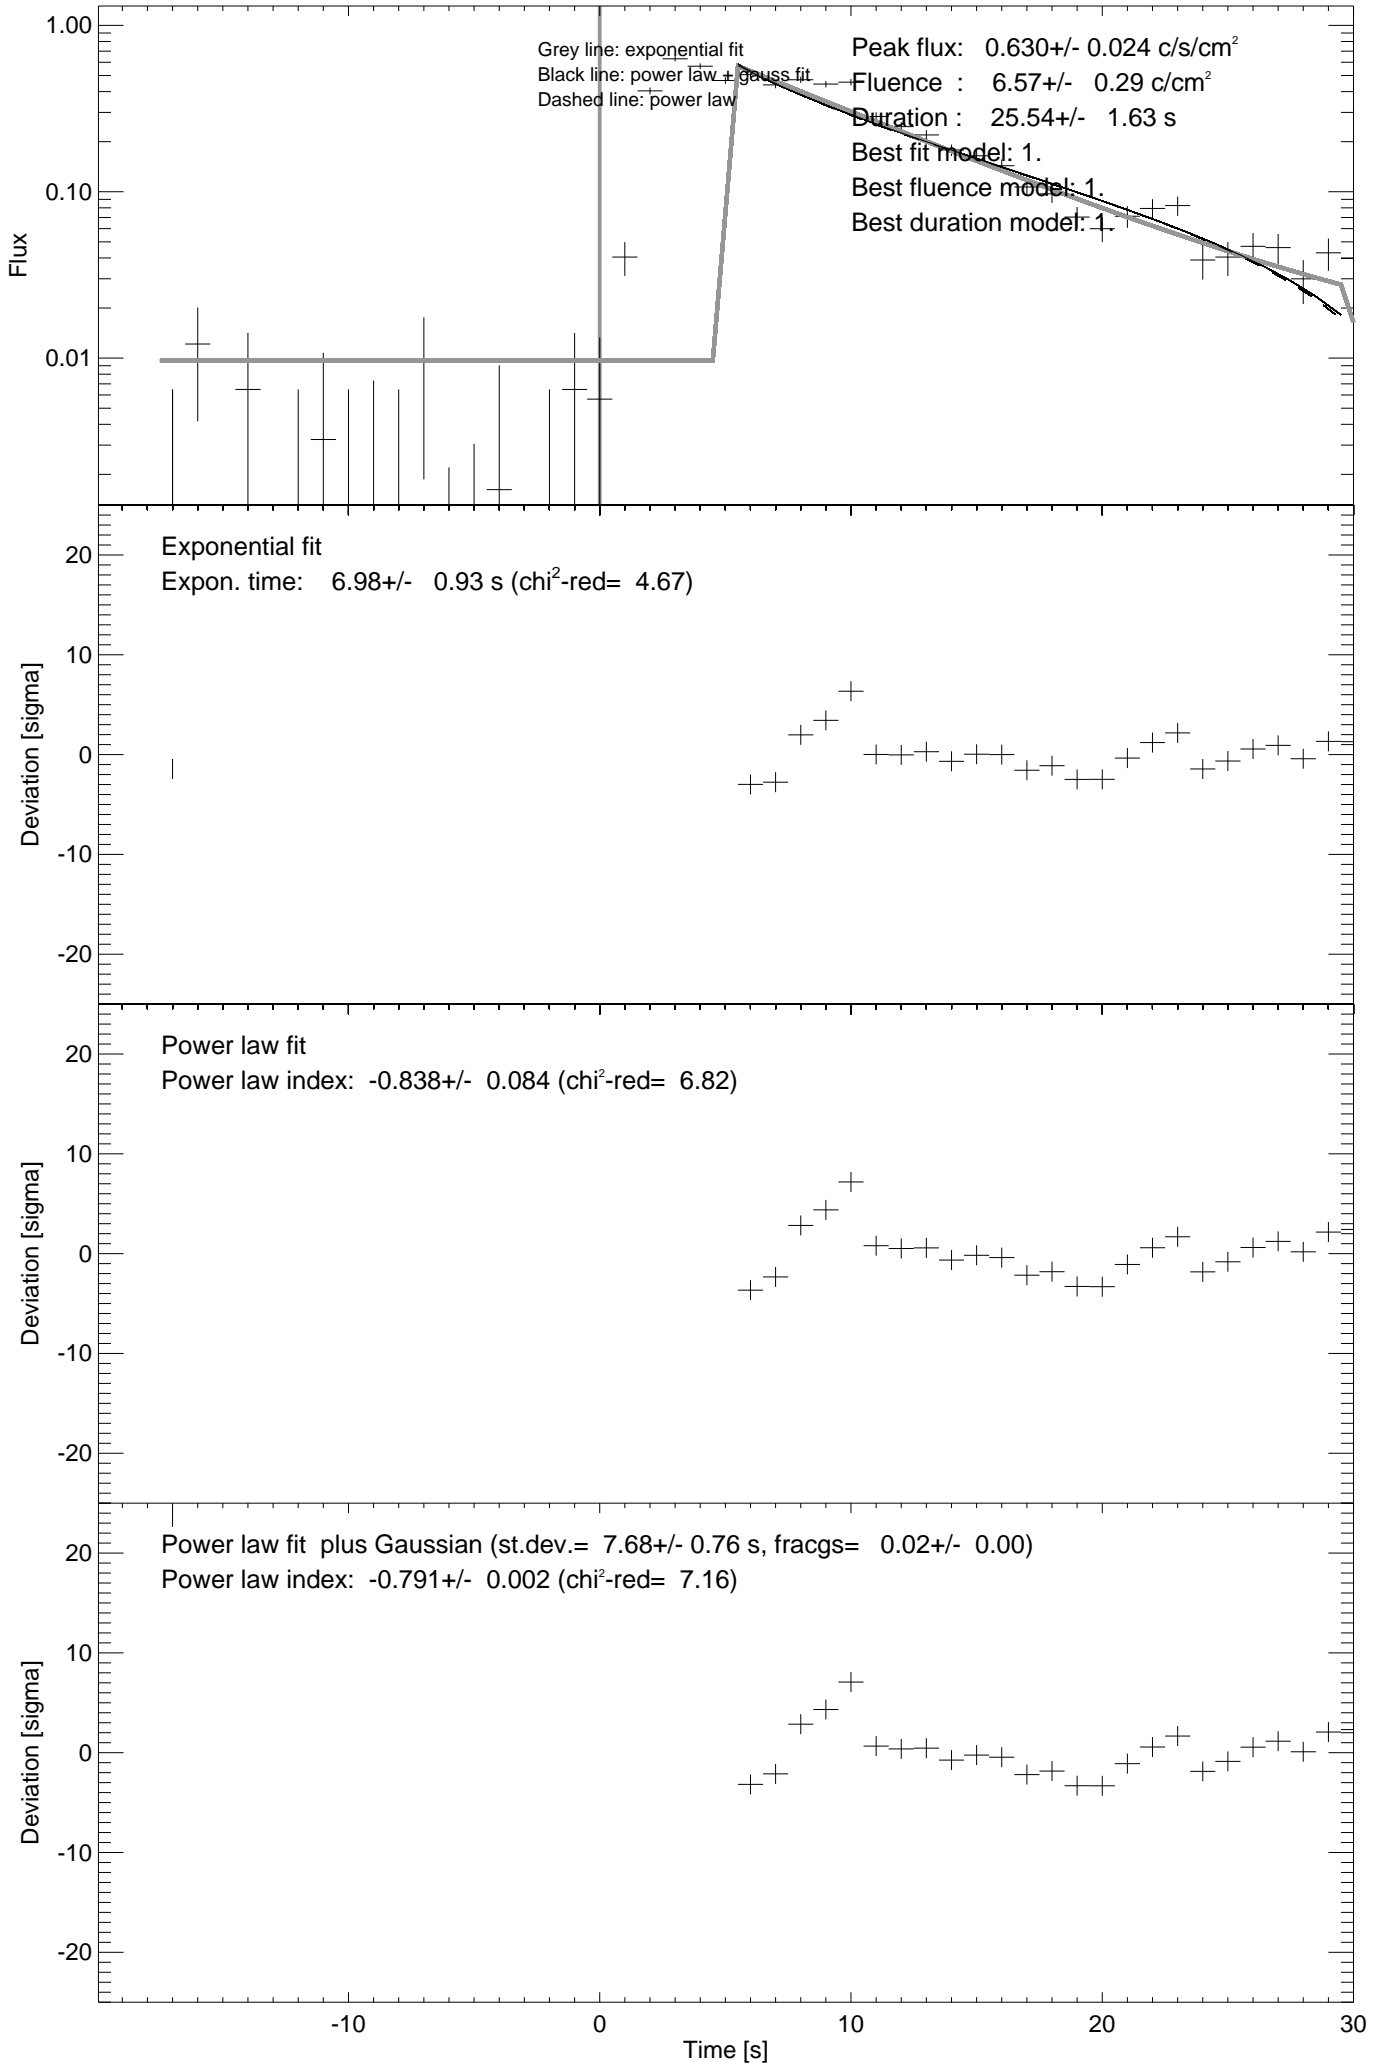 1.00
0.10
0.01
Flux
Grey line: exponential fit
Black line: power law + gauss fit
Dashed line: power law
Peak flux: 0.630+/- 0.024 c/s/cm²
Fluence : 6.57+/- 0.29 c/cm²
Duration : 25.54+/- 1.63 s
Best fit model: 1.
Best fluence model: 1.
Best duration model: 1.
Exponential fit
Expon. time: 6.98+/- 0.93 s (chi²-red= 4.67)
20
10
0
-10
-20
Deviation [sigma]
Power law fit
Power law index: -0.838+/- 0.084 (chi²-red= 6.82)
20
10
0
-10
-20
Deviation [sigma]
Power law fit plus Gaussian (st.dev.= 7.68+/- 0.76 s, fracgs= 0.02+/- 0.00)
Power law index: -0.791+/- 0.002 (chi²-red= 7.16)
20
10
0
-10
-20
Deviation [sigma]
-10 0 10 20 30
Time [s]